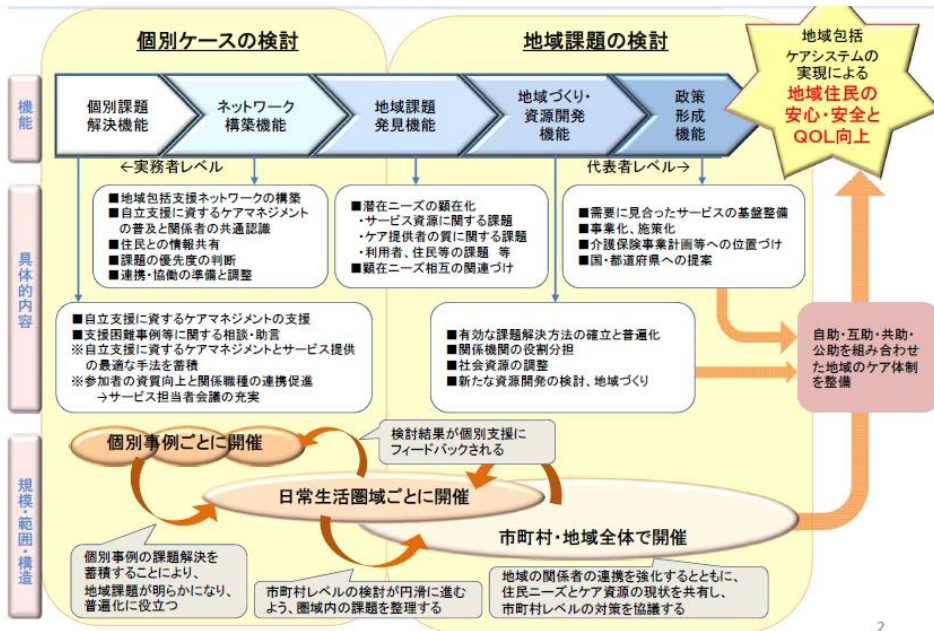 個別ケースの検討
地域課題の検討
地域包括
ケアシステムの
実現による
地域住民の
安心・安全と
QOL向上
機能
個別課題
解決機能
ネットワーク
構築機能
地域課題
発見機能
地域づくり・
資源開発
機能
政策
形成
機能
←実務者レベル
代表者レベル→
具体的内容
■地域包括支援ネットワークの構築
■自立支援に資するケアマネジメント
の普及と関係者の共通認識
■住民との情報共有
■課題の優先度の判断
■連携・協働の準備と調整
■潜在ニーズの顕在化
・サービス資源に関する課題
・ケア提供者の質に関する課題
・利用者、住民等の課題 等
■顕在ニーズ相互の関連づけ
■需要に見合ったサービスの基盤整備
■事業化、施策化
■介護保険事業計画等への位置づけ
■国・都道府県への提案
■自立支援に資するケアマネジメントの支援
■支援困難事例等に関する相談・助言
※自立支援に資するケアマネジメントとサービス提供
の最適な手法を蓄積
※参加者の資質向上と関係職種の連携促進
→サービス担当者会議の充実
■有効な課題解決方法の確立と普遍化
■関係機関の役割分担
■社会資源の調整
■新たな資源開発の検討、地域づくり
自助・互助・共助・
公助を組み合わせ
た地域のケア体制
を整備
規模・範囲・構造
個別事例ごとに開催
検討結果が個別支援に
フィードバックされる
日常生活圏域ごとに開催
市町村・地域全体で開催
個別事例の課題解決を
蓄積することにより、
地域課題が明らかになり、
普遍化に役立つ
市町村レベルの検討が円滑に進む
よう、圏域内の課題を整理する
地域の関係者の連携を強化するとともに、
住民ニーズとケア資源の現状を共有し、
市町村レベルの対策を協議する
2